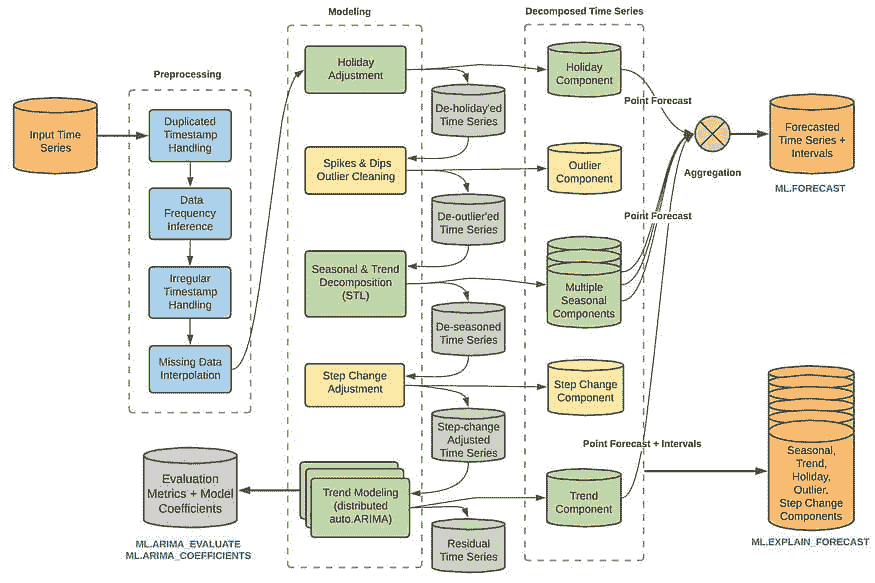 Modeling
Decomposed Time Series
Preprocessing
Input Time
Series
Duplicated
Timestamp
Handling
Data
Frequency
Inference
Irregular
Timestamp
Handling
Missing Data
Interpolation
Holiday
Adjustment
De-holiday'ed
Time Series
Spikes & Dips
Outlier Cleaning
De-outlier'ed
Time Series
Seasonal & Trend
Decomposition
(STL)
De-seasoned
Time Series
Step Change
Adjustment
Step-change
Adjusted
Time Series
Trend Modeling
(distributed
auto.ARIMA)
Residual
Time Series
Evaluation
Metrics + Model
Coefficients
ML.ARIMA_EVALUATE
ML.ARIMA_COEFFICIENTS
Holiday
Component
Outlier
Component
Multiple
Seasonal
Components
Step Change
Component
Trend
Component
Point Forecast
Point Forecast
Point Forecast + Intervals
Aggregation
Forecasted
Time Series +
Intervals
ML.FORECAST
Seasonal,
Trend,
Holiday,
Outlier,
Step Change
Components
ML.EXPLAIN_FORECAST